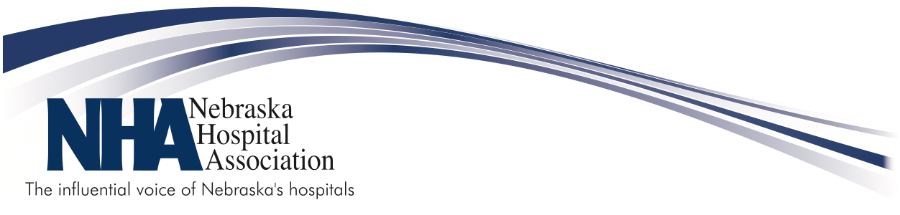 NHA Nebraska
Hospital
Association
The influential voice of Nebraska's hospitals